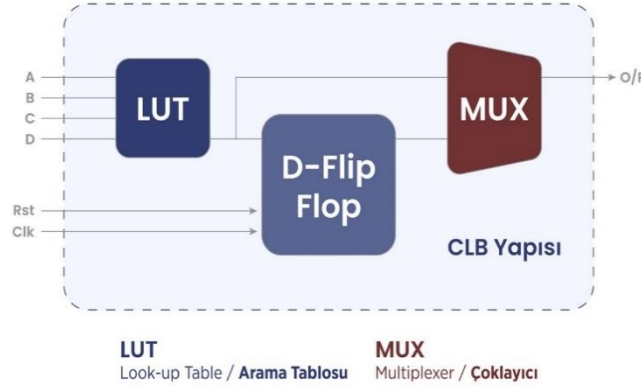 A
B
C
D
LUT
MUX
D-Flip
Flop
Rst
Clk
CLB Yapısı
LUT
Look-up Table / Arama Tablosu
MUX
Multiplexer / Çoklayıcı